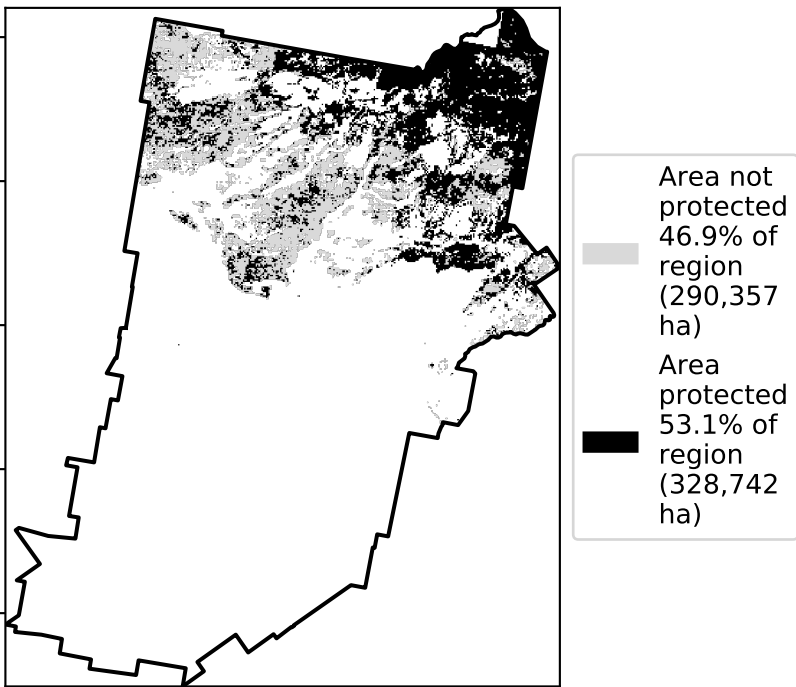 Area not
protected
46.9% of
region
(290,357
ha)
Area
protected
53.1% of
region
(328,742
ha)